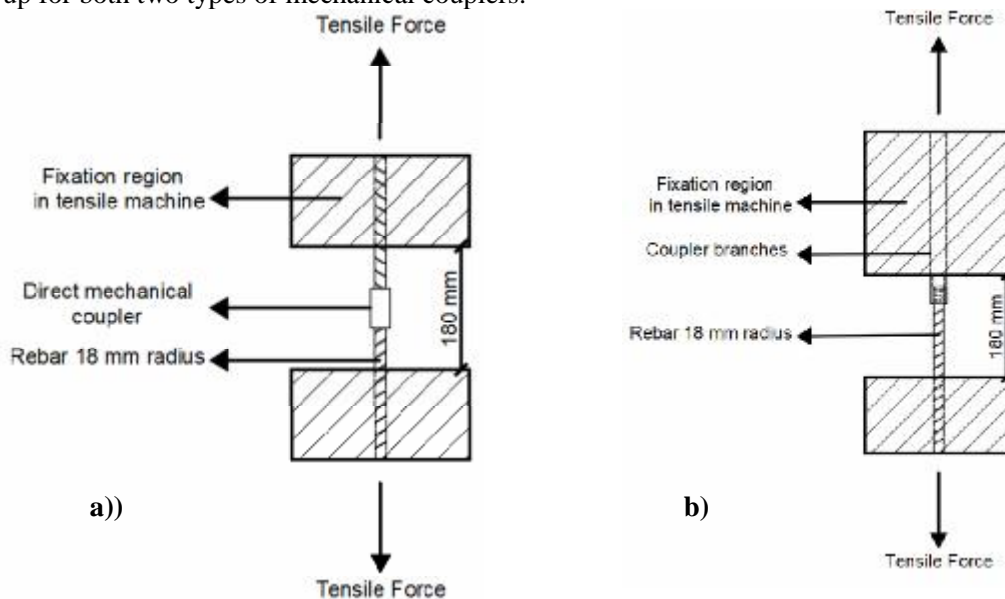 up for both two types of mechanical couplers.
Tensile Force
Fixation region
in tensile machine
Direct mechanical
coupler
Rebar 18 mm radius
180 mm
a))
Tensile Force
Tensile Force
Fixation region
in tensile machine
Coupler branches
Rebar 18 mm radius
180 mm
b)
Tensile Force